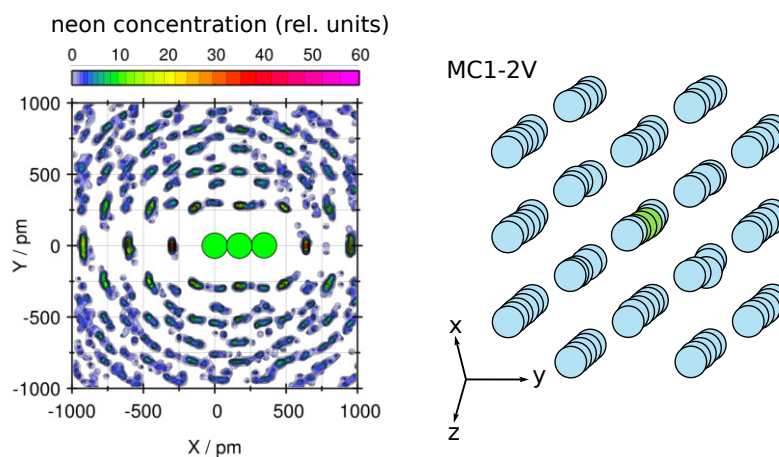 neon concentration (rel. units)
0 10 20 30 40 50 60
MC1-2V
1000
500
0
-500
-1000
Y / pm
-1000 -500 0 500 1000
X / pm
x
y
z